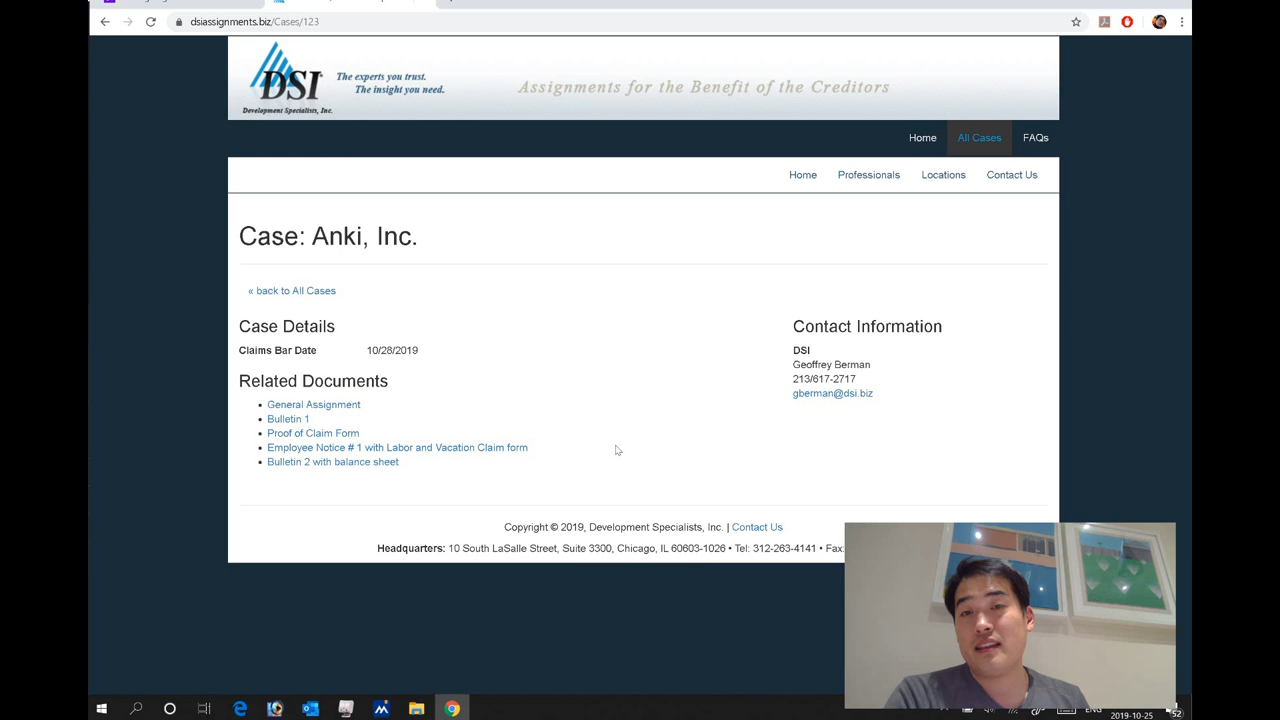 dsiassignments.biz/Cases/123
DSI
Development Specialists, Inc.
The experts you trust.
The insight you need.
Assignments for the Benefit of the Creditors
Home
All Cases
FAQs
Home
Professionals
Locations
Contact Us
Case: Anki, Inc.
« back to All Cases
Case Details
Claims Bar Date 10/28/2019
Related Documents
• General Assignment
• Bulletin 1
• Proof of Claim Form
• Employee Notice # 1 with Labor and Vacation Claim form
• Bulletin 2 with balance sheet
Contact Information
DSI
Geoffrey Berman
213/617-2717
gberman@dsi.biz
Copyright © 2019, Development Specialists, Inc. | Contact Us
Headquarters: 10 South LaSalle Street, Suite 3300, Chicago, IL 60603-1026 • Tel: 312-263-4141 • Fax:
ENG
2019-10-25
52